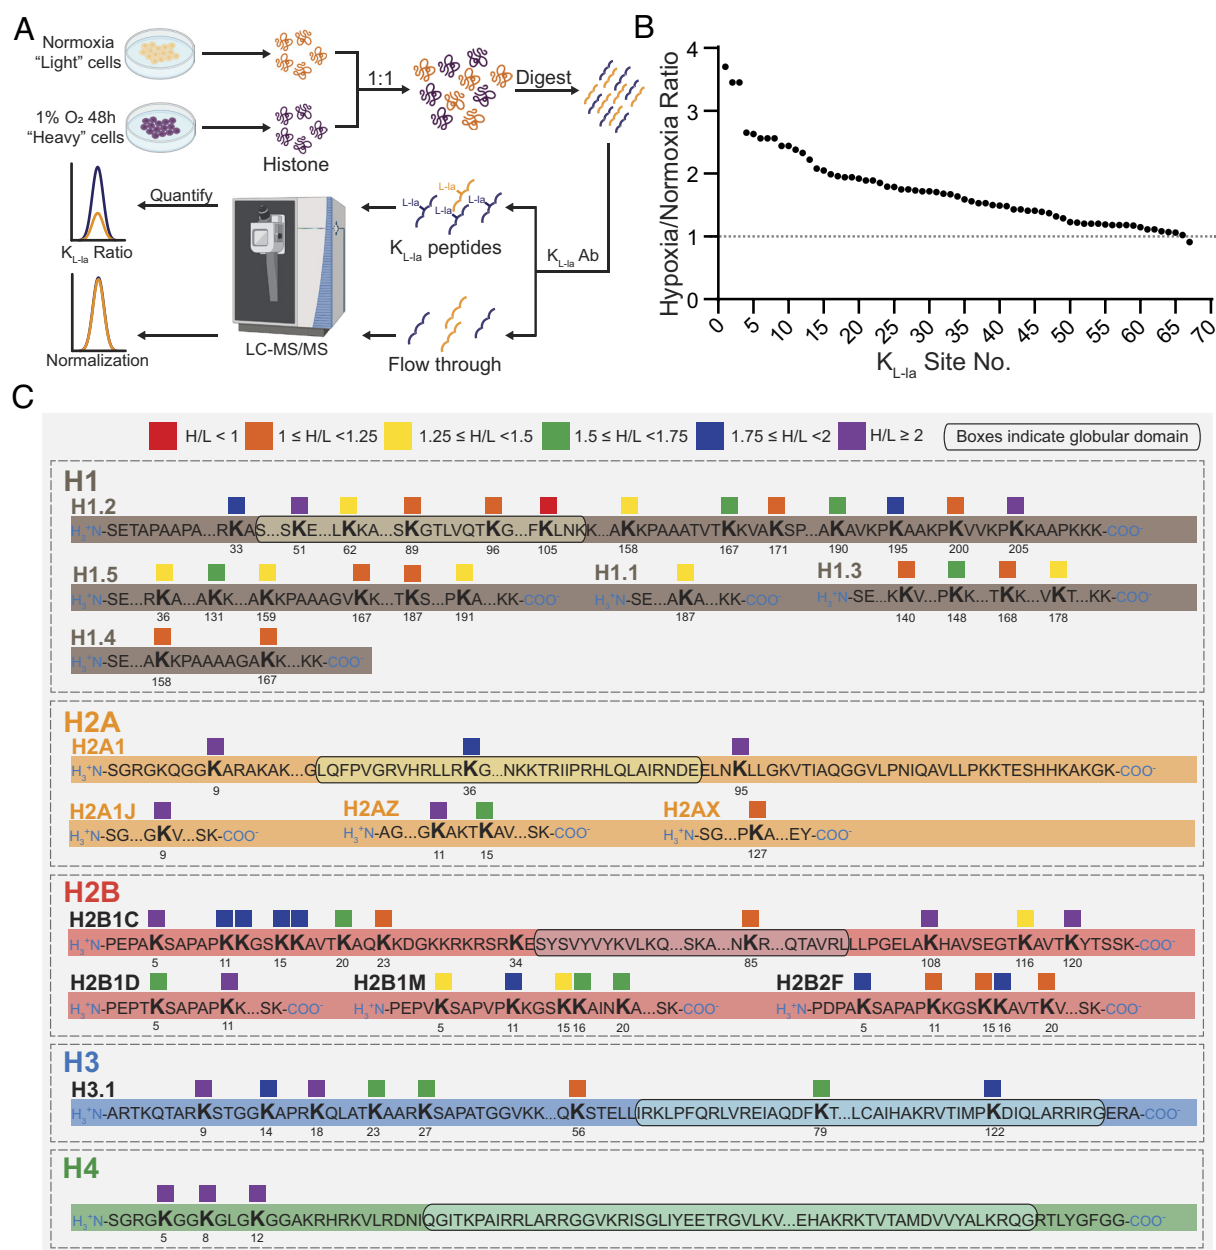 A
Normoxia
"Light" cells
1% O₂ 48h
"Heavy" cells
Histone
1:1
Digest
Quantify
K_L-la Ratio
Normalization
LC-MS/MS
L-la
L-la
L-la
L-la
K_L-la peptides
K_L-la Ab
Flow through
B
Hypoxia/Normoxia Ratio
4
3
2
1
0
0 5 10 15 20 25 30 35 40 45 50 55 60 65 70
K_L-la Site No.
C
H/L < 1
1 ≤ H/L <1.25
1.25 ≤ H/L <1.5
1.5 ≤ H/L <1.75
1.75 ≤ H/L <2
H/L ≥ 2
Boxes indicate globular domain
H1
H1.2
H₃⁺N-SETAPAAPA...RKAS...SKE...LKKA...SKGTLVQTKG...FKLNKK...AKKPAAATVTKKVAKSP...AKAVKPKAAKPKVVKPKKAAPKKK-COO⁻
33 51 62 89 96 105 158 167 171 190 195 200 205
H1.5
H₃⁺N-SE...RKA...AKK...AKKPAAAGVKK...TKS...PKA...KK-COO⁻
36 131 159 167 187 191
H1.1
H₃⁺N-SE...AKA...KK-COO⁻
187
H1.3
H₃⁺N-SE...KKV...PKK...TKK...VKT...KK-COO⁻
140 148 168 178
H1.4
H₃⁺N-SE...AKKPAAAAGAKK...KK-COO⁻
158 167
H2A
H2A1
H₃⁺N-SGRGKQGGKARAKAK...GLQFPVGRVHRLLRKG...NKKTRIIPRHLQLAIRNDEELNKLLGKVTIAQGGVLPNIQAVLLPKKTESHHKAKGK-COO⁻
9 36 95
H2A1J
H₃⁺N-SG...GKV...SK-COO⁻
9
H2AZ
H₃⁺N-AG...GKAKTKAV...SK-COO⁻
11 15
H2AX
H₃⁺N-SG...PKA...EY-COO⁻
127
H2B
H2B1C
H₃⁺N-PEPAKSAPAPKKGSKKAVTKAQKKDGKKRKRSRKESYSVYVYKVLKQ...SKA...NKR...QTAVRLLLPGELAKHAVSEGTKAVTKYTSSK-COO⁻
5 11 15 20 23 34 85 108 116 120
H2B1D
H₃⁺N-PEPTKSAPAPKK...SK-COO⁻
5 11
H2B1M
H₃⁺N-PEPVKSAPVPKKGSKKAINKA...SK-COO⁻
5 11 15 16 20
H2B2F
H₃⁺N-PDPAKSAPAPKKGSKKAVTKV...SK-COO⁻
5 11 15 16 20
H3
H3.1
H₃⁺N-ARTKQTARKSTGGKAPRKQLATKAARKSAPATGGVKK...QKSTELLIRKLPFQRLVREIAQDFKT...LCAIHAKRVTIMPKDIQLARRIRGERA-COO⁻
9 14 18 23 27 56 79 122
H4
H₃⁺N-SGRGKGGKGLGKGGAKRHRKVLRDNIQGITKPAIRRLARRGGVKRISGLIYEETRGVLKV...EHAKRKTVTAMDVVYALKRQGRTLYGFGG-COO⁻
5 8 12